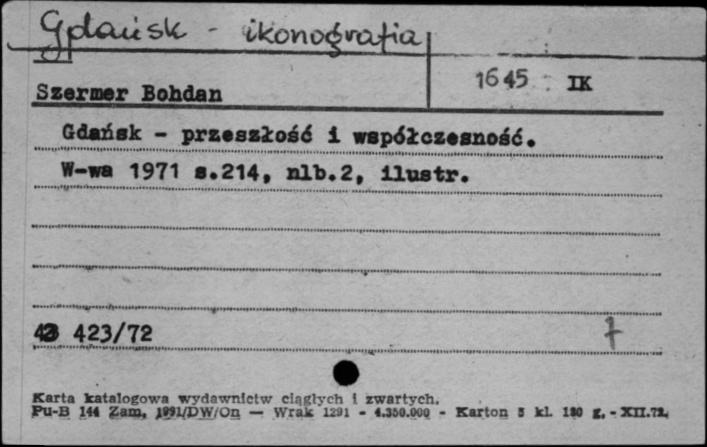 Gdańsk - ikonografia
1645 IK
Szermer Bohdan
Gdańsk - przeszłość i współczesność.
W-wa 1971 s.214, nlb.2, ilustr.
423/72
7
Karta katalogowa wydawnictw ciągłych i zwartych.
Pu-B 144 Zam. 1991/DW/On — Wrak 1291 - 4.350.000 - Karton 5 kl. 180 g. - XII.72.